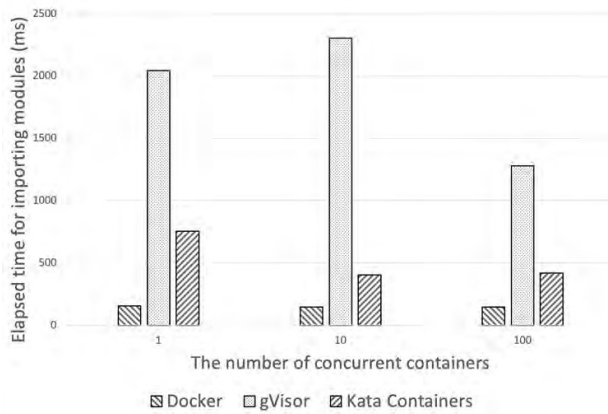 Elapsed time for importing modules (ms)
2500
2000
1500
1000
500
0
1
10
100
The number of concurrent containers
Docker
gVisor
Kata Containers